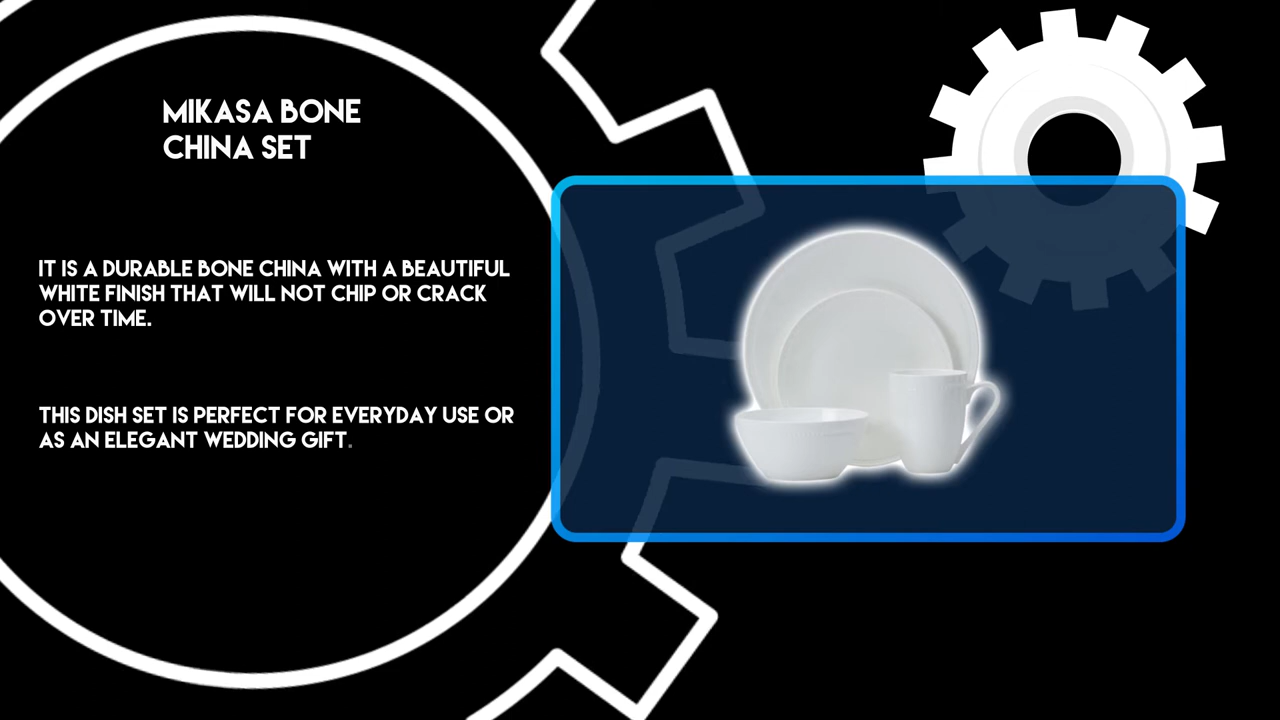 MIKASA BONE
CHINA SET
IT IS A DURABLE BONE CHINA WITH A BEAUTIFUL
WHITE FINISH THAT WILL NOT CHIP OR CRACK
OVER TIME.
THIS DISH SET IS PERFECT FOR EVERYDAY USE OR
AS AN ELEGANT WEDDING GIFT.